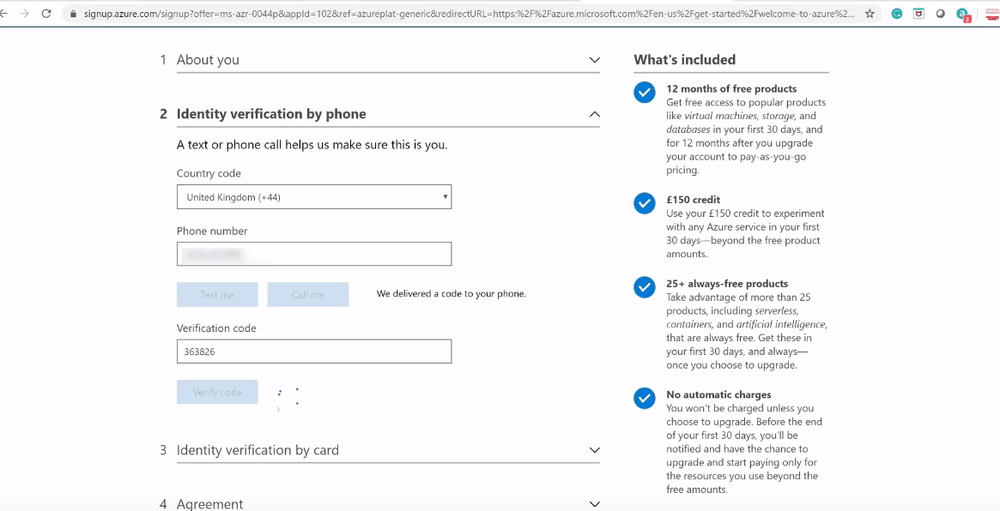 signup.azure.com/signup?offer=ms-azr-0044p&appId=102&ref=azureplat-generic&redirectURL=https:%2F%2Fazure.microsoft.com%2Fen-us%2Fget-started%2Fwelcome-to-azure%2...
1 About you
2 Identity verification by phone
A text or phone call helps us make sure this is you.
Country code
United Kingdom (+44)
Phone number
Text me Call me We delivered a code to your phone.
Verification code
363826
Verify code
3 Identity verification by card
4 Agreement
What's included
12 months of free products
Get free access to popular products
like virtual machines, storage, and
databases in your first 30 days, and
for 12 months after you upgrade
your account to pay-as-you-go
pricing.
£150 credit
Use your £150 credit to experiment
with any Azure service in your first
30 days—beyond the free product
amounts.
25+ always-free products
Take advantage of more than 25
products, including serverless,
containers, and artificial intelligence,
that are always free. Get these in
your first 30 days, and always—
once you choose to upgrade.
No automatic charges
You won't be charged unless you
choose to upgrade. Before the end
of your first 30 days, you'll be
notified and have the chance to
upgrade and start paying only for
the resources you use beyond the
free amounts.